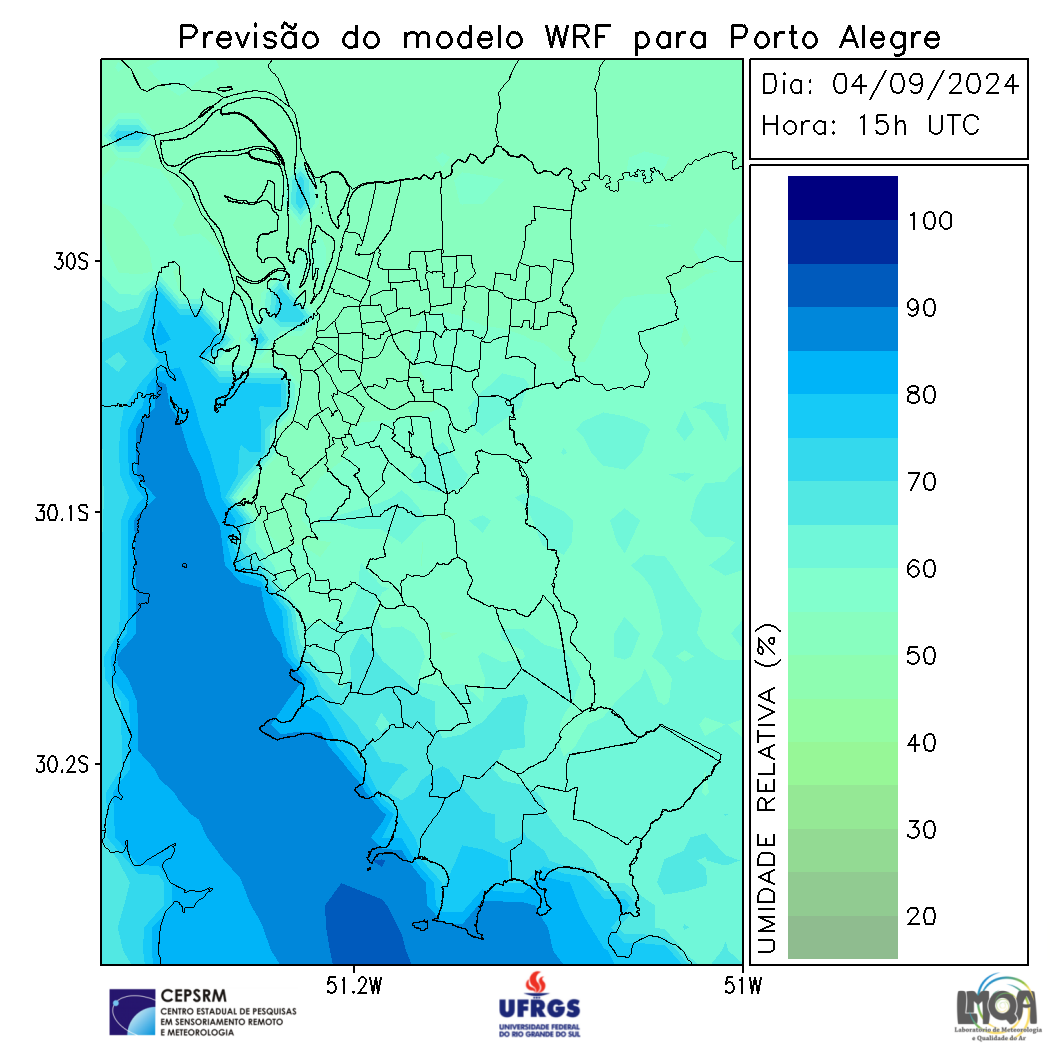 Previsão do modelo WRF para Porto Alegre
Dia: 04/09/2024
Hora: 15h UTC
30S
30.1S
30.2S
51.2W
51W
UMIDADE RELATIVA (%)
100
90
80
70
60
50
40
30
20
CEPSRM
CENTRO ESTADUAL DE PESQUISAS
EM SENSORIAMENTO REMOTO
E METEOROLOGIA
UFRGS
UNIVERSIDADE FEDERAL
DO RIO GRANDE DO SUL
LMQA
Laboratório de Meteorologia
e Qualidade do Ar